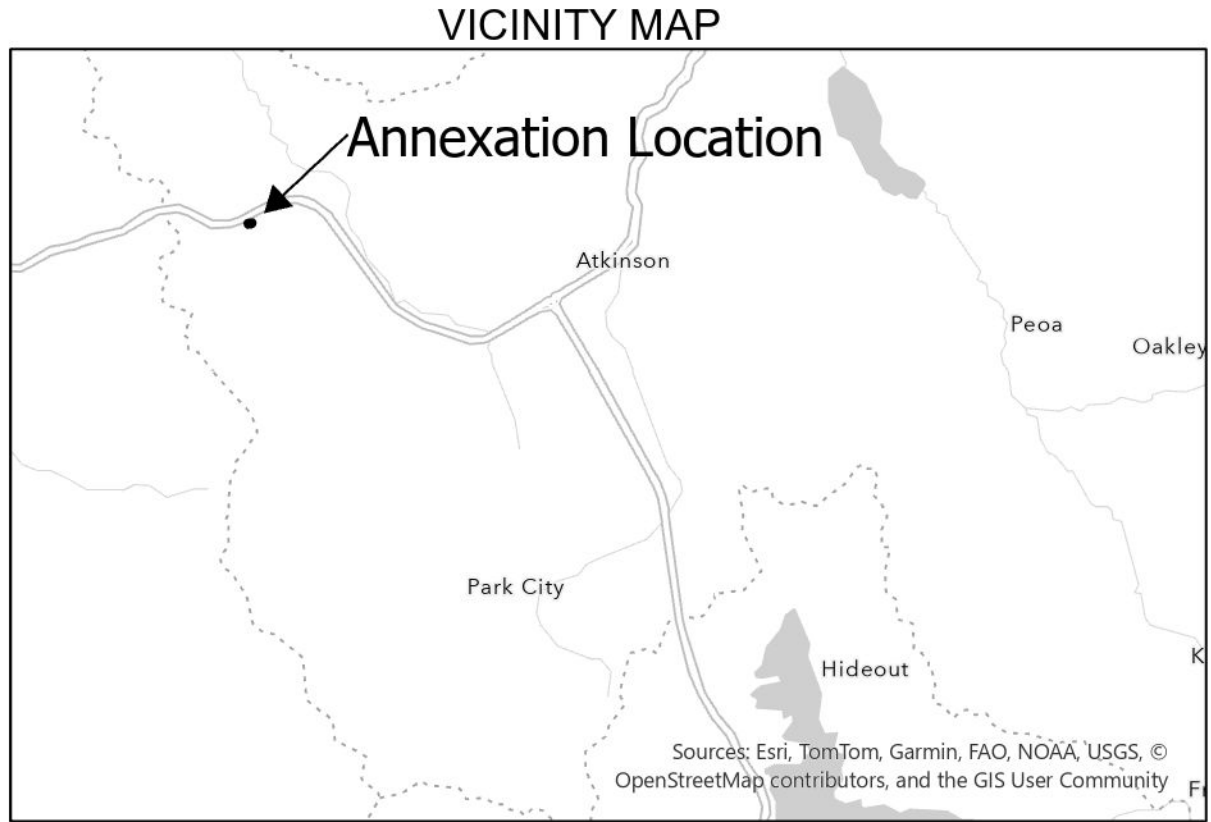 VICINITY MAP
Annexation Location
Atkinson
Peoa
Oakley
Park City
Hideout
K
Sources: Esri, TomTom, Garmin, FAO, NOAA, USGS, ©
OpenStreetMap contributors, and the GIS User Community
Fr